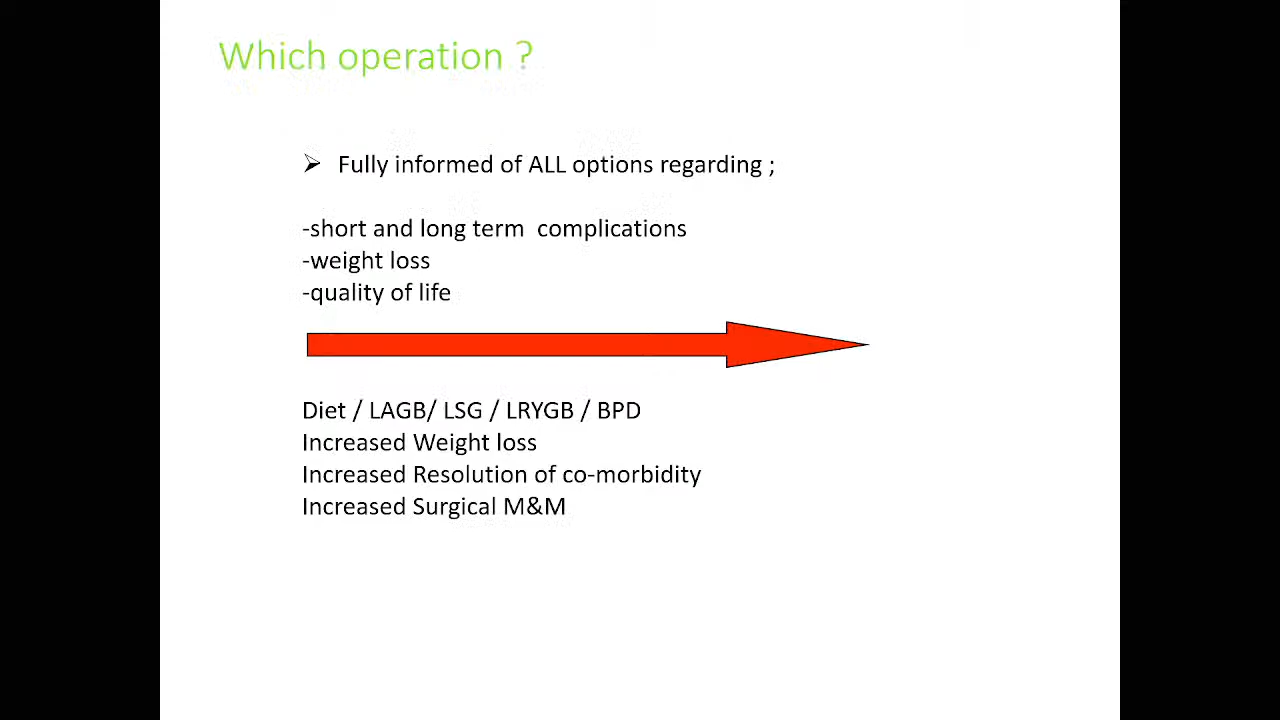 Which operation ?
➢ Fully informed of ALL options regarding ;
-short and long term  complications
-weight loss
-quality of life
Diet / LAGB/ LSG / LRYGB / BPD
Increased Weight loss
Increased Resolution of co-morbidity
Increased Surgical M&M